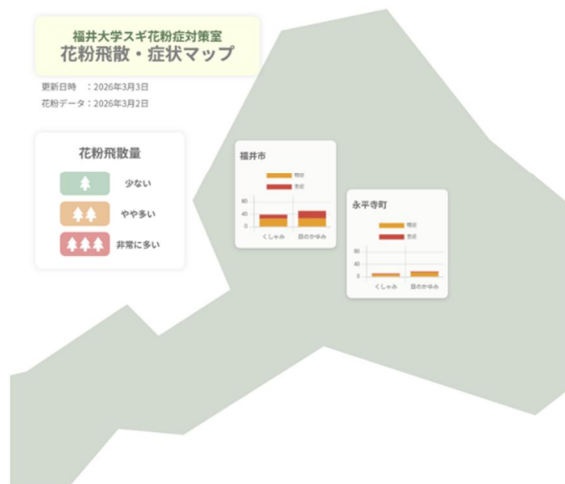 福井大学スギ花粉症対策室
花粉飛散・症状マップ
更新日時 ：2026年3月3日
花粉データ：2026年3月2日
花粉飛散量
少ない
やや多い
非常に多い
福井市
80
40
0
くしゃみ 目のかゆみ
永平寺町
80
40
0
くしゃみ 目のかゆみ